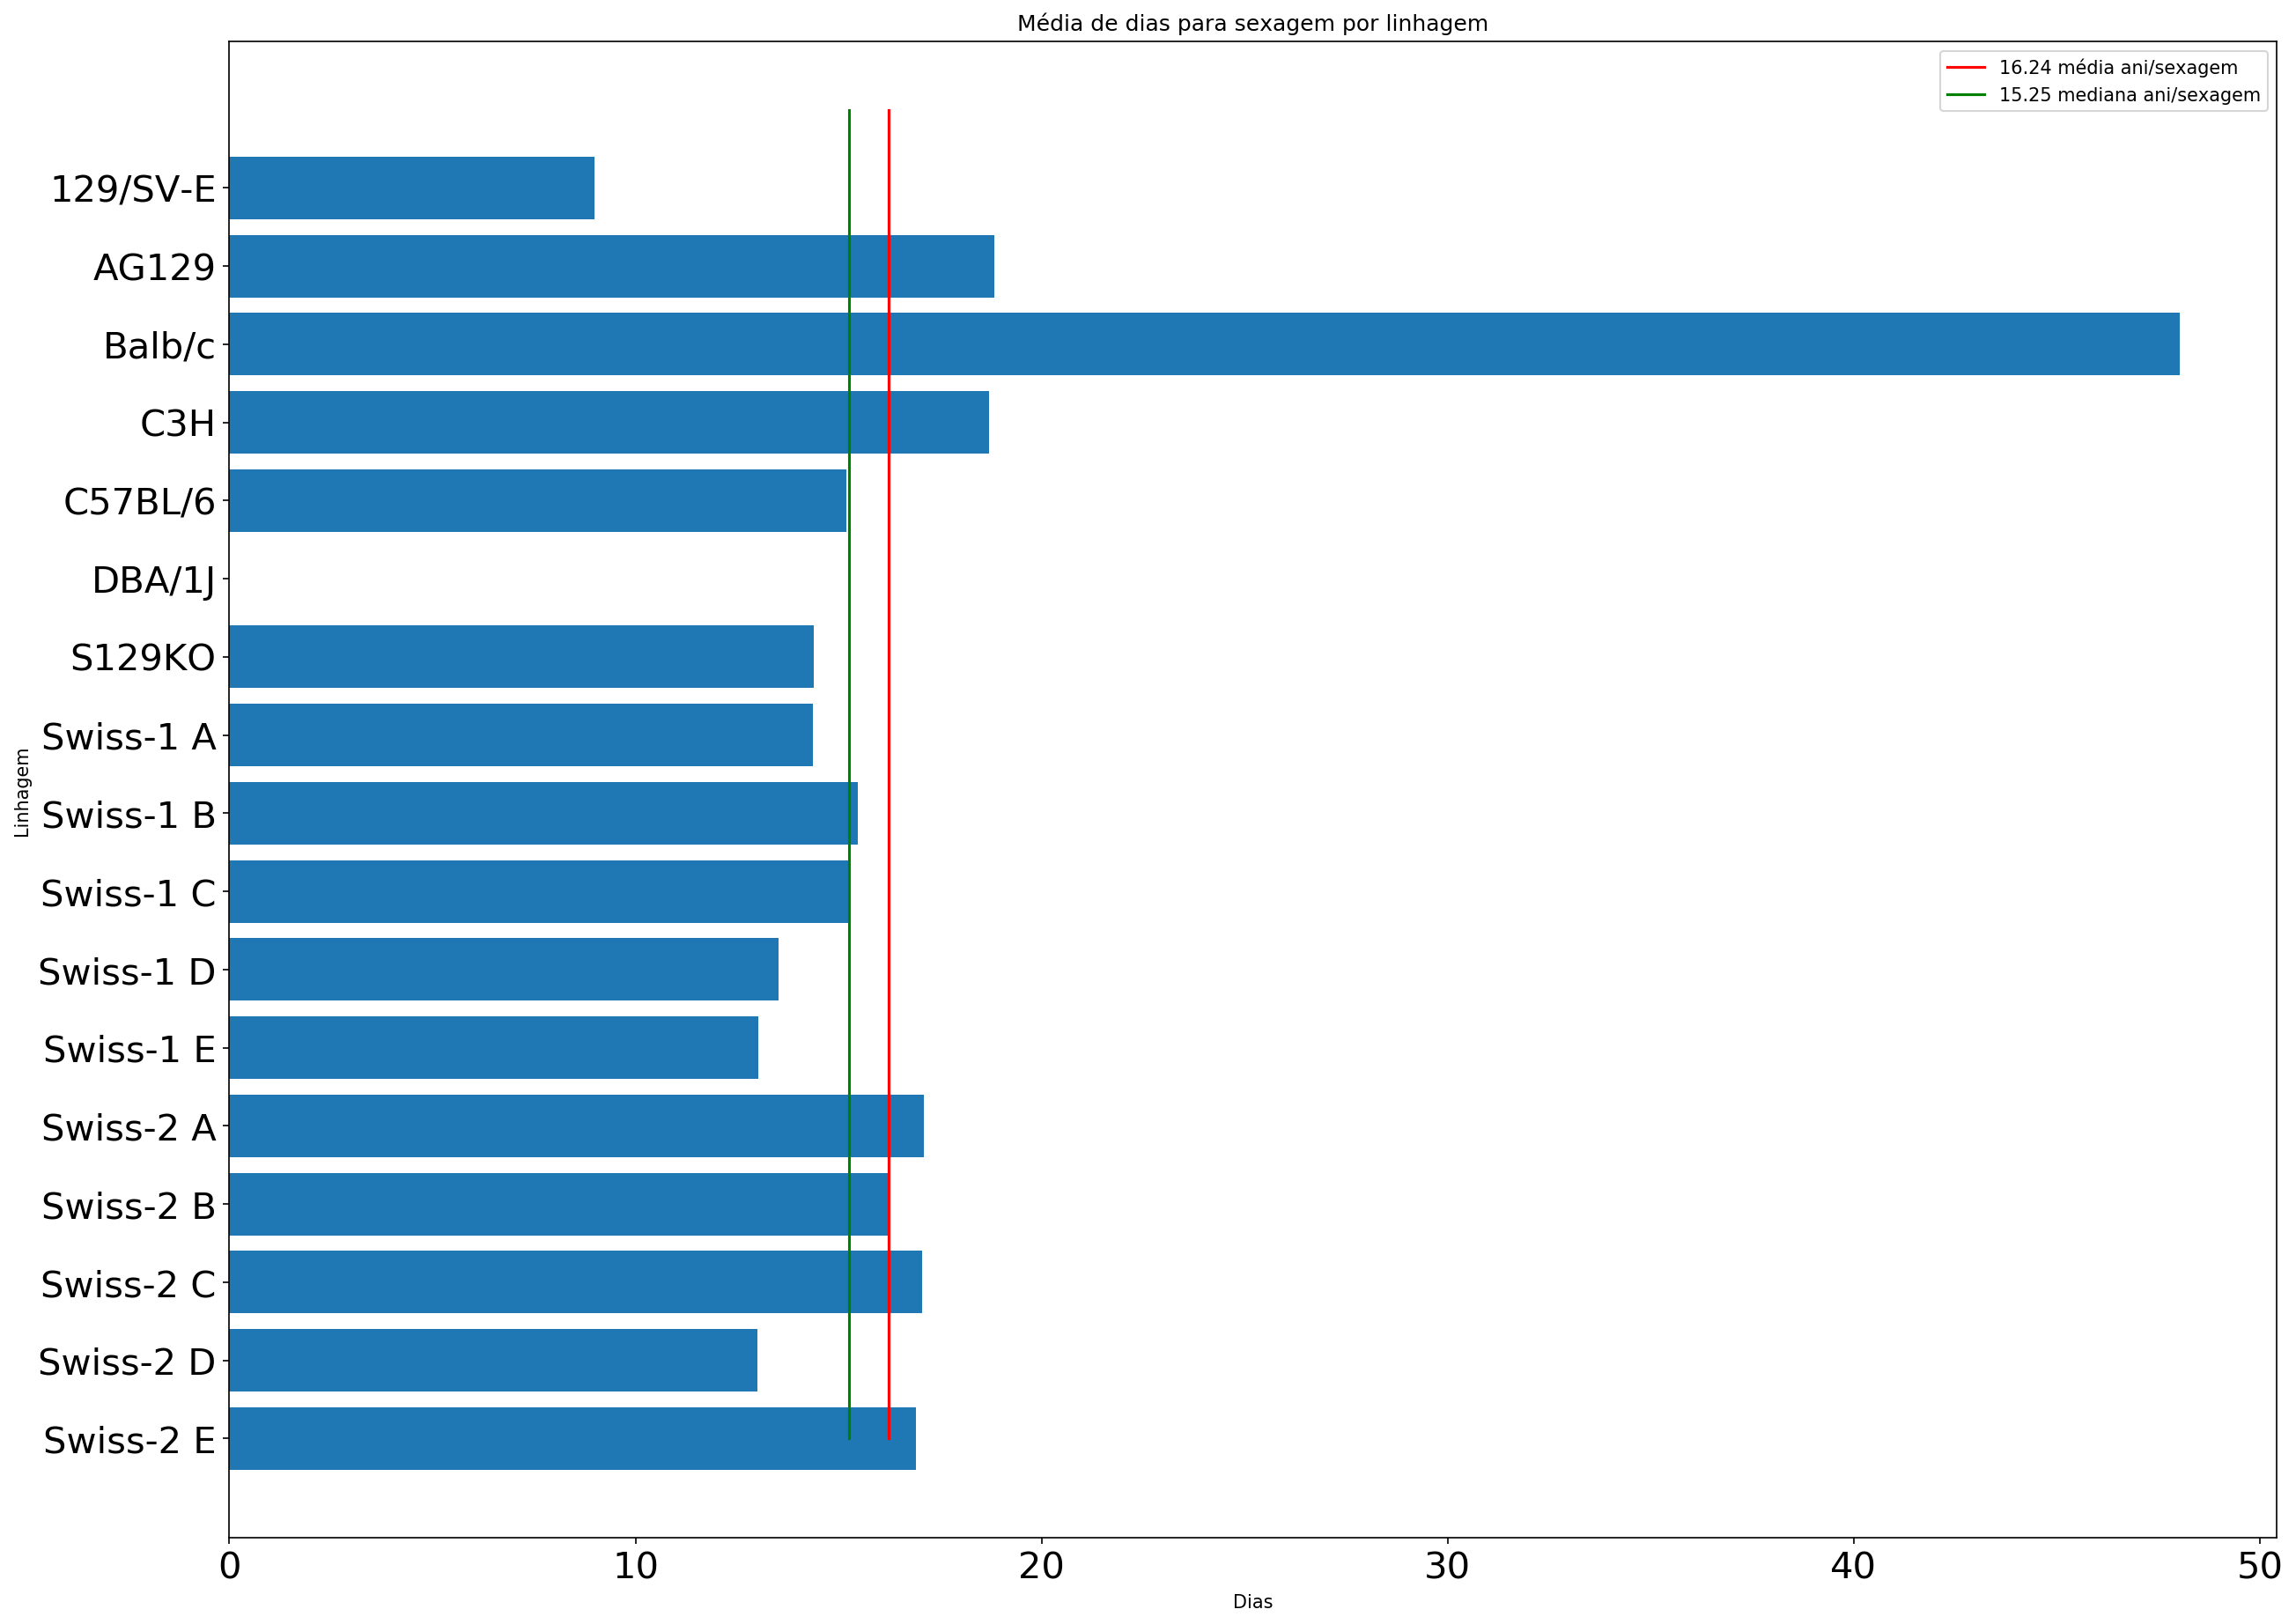 Média de dias para sexagem por linhagem
16.24 média ani/sexagem
15.25 mediana ani/sexagem
Linhagem
129/SV-E
AG129
Balb/c
C3H
C57BL/6
DBA/1J
S129KO
Swiss-1 A
Swiss-1 B
Swiss-1 C
Swiss-1 D
Swiss-1 E
Swiss-2 A
Swiss-2 B
Swiss-2 C
Swiss-2 D
Swiss-2 E
0 10 20 30 40 50
Dias